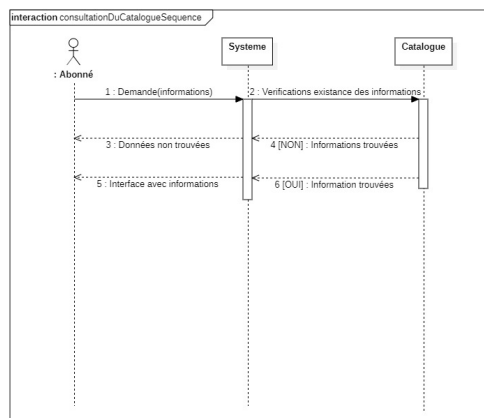 interaction consultationDuCatalogueSequence
: Abonné
Systeme
Catalogue
1 : Demande(informations)
2 : Verifications existance des informations
3 : Données non trouvées
4 [NON] : Informations trouvées
5 : Interface avec informations
6 [OUI] : Information trouvées